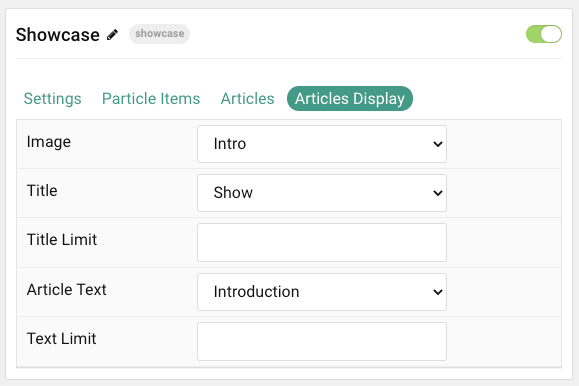 Showcase showcase
Settings Particle Items Articles Articles Display
Image Intro
Title Show
Title Limit
Article Text Introduction
Text Limit